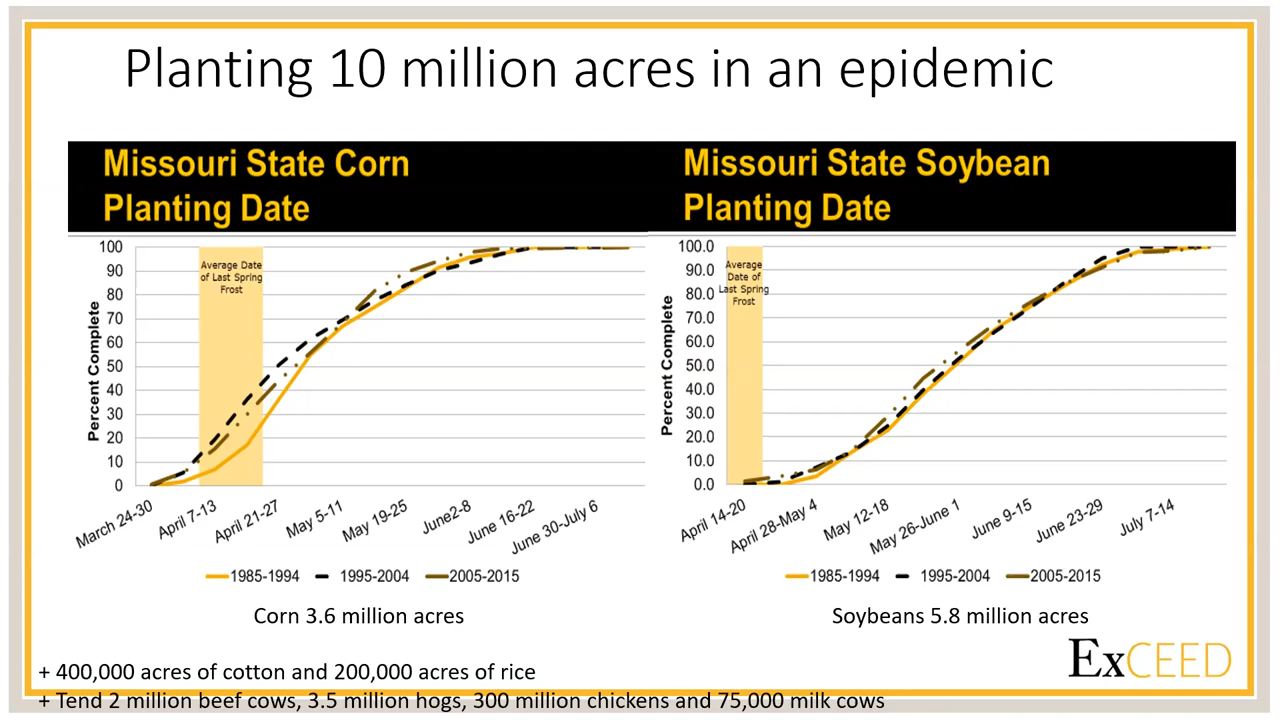 Planting 10 million acres in an epidemic
Missouri State Corn
Planting Date
100
90
80
70
60
50
40
30
20
10
0
Percent Complete
Average Date
of Last Spring
Frost
March 24-30
April 7-13
April 21-27
May 5-11
May 19-25
June2-8
June 16-22
June 30-July 6
1985-1994
1995-2004
2005-2015
Corn 3.6 million acres
Missouri State Soybean
Planting Date
100.0
90.0
80.0
70.0
60.0
50.0
40.0
30.0
20.0
10.0
0.0
Percent Complete
Average
Date of
Last Spring
Frost
April 14-20
April 28-May 4
May 12-18
May 26-June 1
June 9-15
June 23-29
July 7-14
1985-1994
1995-2004
2005-2015
Soybeans 5.8 million acres
+ 400,000 acres of cotton and 200,000 acres of rice
+ Tend 2 million beef cows, 3.5 million hogs, 300 million chickens and 75,000 milk cows
ExCEED